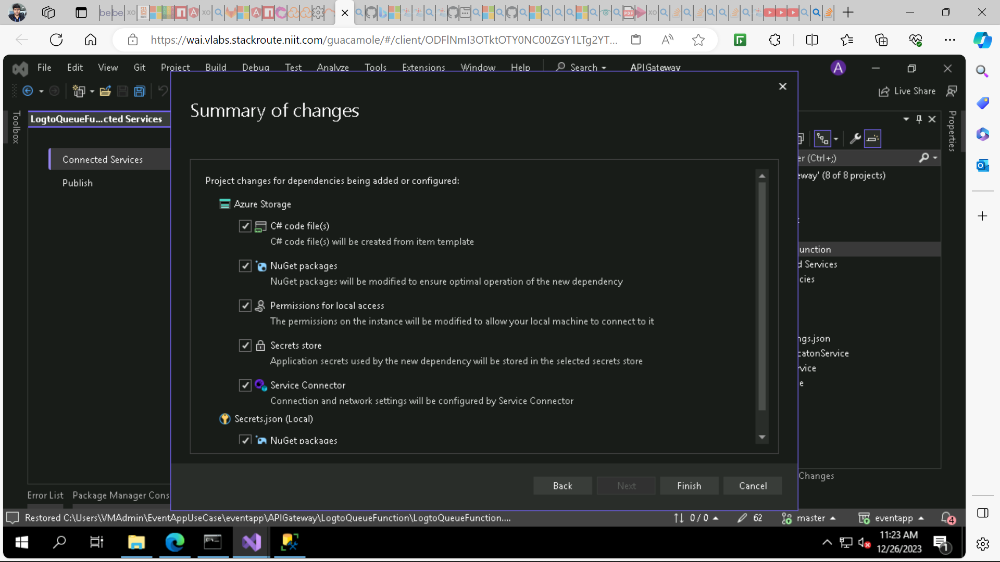 https://wai.vlabs.stackroute.niit.com/guacamole/#/client/ODFlNmI3OTktOTY0NC00ZGY1LTg2YT...
File Edit View Git Project Build Debug Test Analyze Tools Extensions Window Help Search APIGateway A
Live Share
Toolbox
LogtoQueueFu...cted Services
Connected Services
Publish
Summary of changes
Project changes for dependencies being added or configured:
Azure Storage
C# code file(s)
C# code file(s) will be created from item template
NuGet packages
NuGet packages will be modified to ensure optimal operation of the new dependency
Permissions for local access
The permissions on the instance will be modified to allow your local machine to connect to it
Secrets store
Application secrets used by the new dependency will be stored in the selected secrets store
Service Connector
Connection and network settings will be configured by Service Connector
Secrets.json (Local)
NuGet packages
Back Next Finish Cancel
Properties
er (Ctrl+;)
eway' (8 of 8 projects)
unction
d Services
cies
ngs.json
catonService
vice
e
Changes
Error List Package Manager Cons
Restored C:\Users\VMAdmin\EventAppUseCase\eventapp\APIGateway\LogtoQueueFunction\LogtoQueueFunction....
0 / 0 62 master eventapp 4
11:23 AM
12/26/2023
1